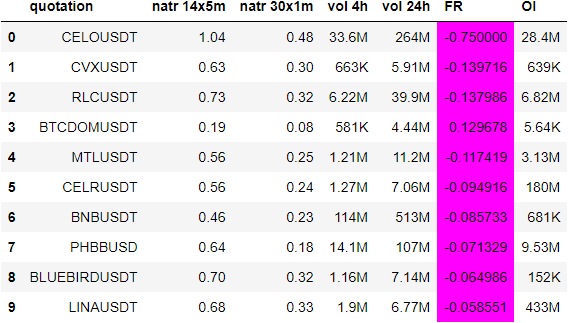 quotation natr 14x5m natr 30x1m vol 4h vol 24h FR OI
0 CELOUSDT 1.04 0.48 33.6M 264M -0.750000 28.4M
1 CVXUSDT 0.63 0.30 663K 5.91M -0.139716 639K
2 RLCUSDT 0.73 0.32 6.22M 39.9M -0.137986 6.82M
3 BTCDOMUSDT 0.19 0.08 581K 4.44M 0.129678 5.64K
4 MTLUSDT 0.56 0.25 1.21M 11.2M -0.117419 3.13M
5 CELRUSDT 0.56 0.24 1.27M 7.06M -0.094916 180M
6 BNBUSDT 0.46 0.23 114M 513M -0.085733 681K
7 PHBBUSD 0.64 0.18 14.1M 107M -0.071329 9.53M
8 BLUEBIRDUSDT 0.70 0.32 1.16M 7.14M -0.064986 152K
9 LINAUSDT 0.68 0.33 1.9M 6.77M -0.058551 433M